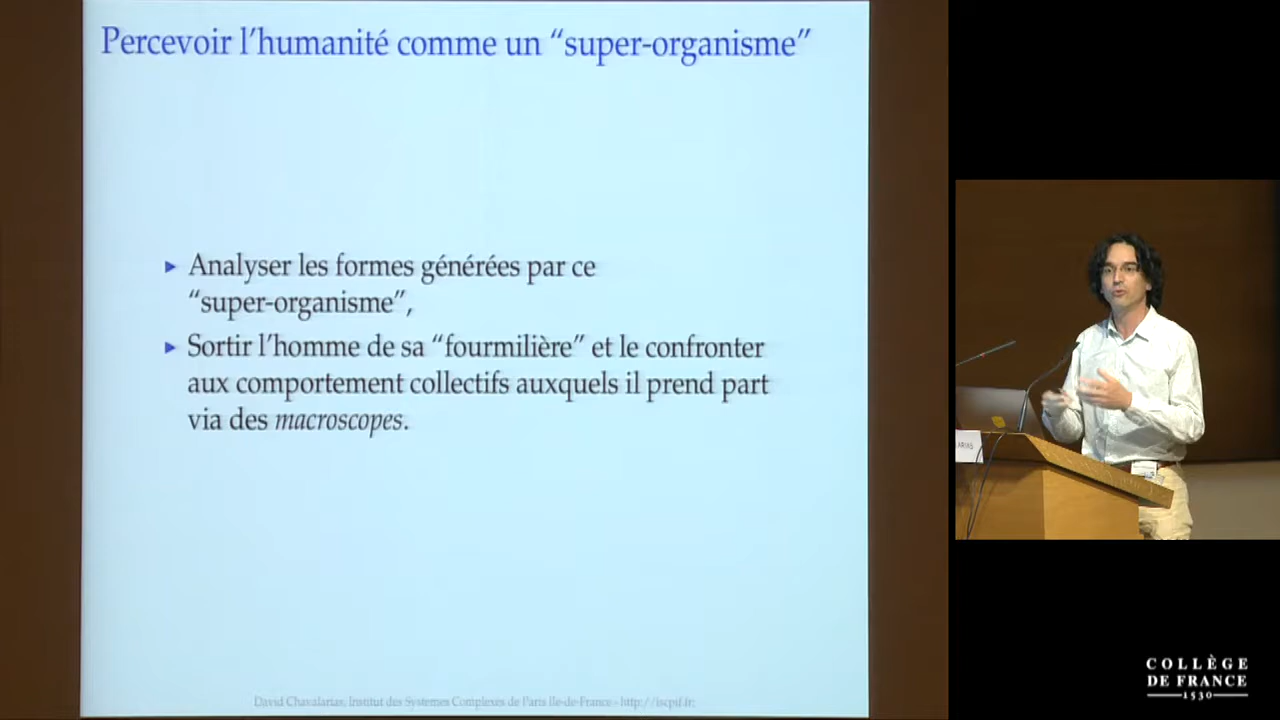 Percevoir l'humanité comme un “super-organisme”
▸ Analyser les formes générées par ce
“super-organisme”,
▸ Sortir l'homme de sa “fourmilière” et le confronter
aux comportement collectifs auxquels il prend part
via des macroscopes.
David Chavalarias, Institut des Systemes Complexes de Paris Ile-de-France - http://iscpif.fr
COLLÈGE
DE FRANCE
1530